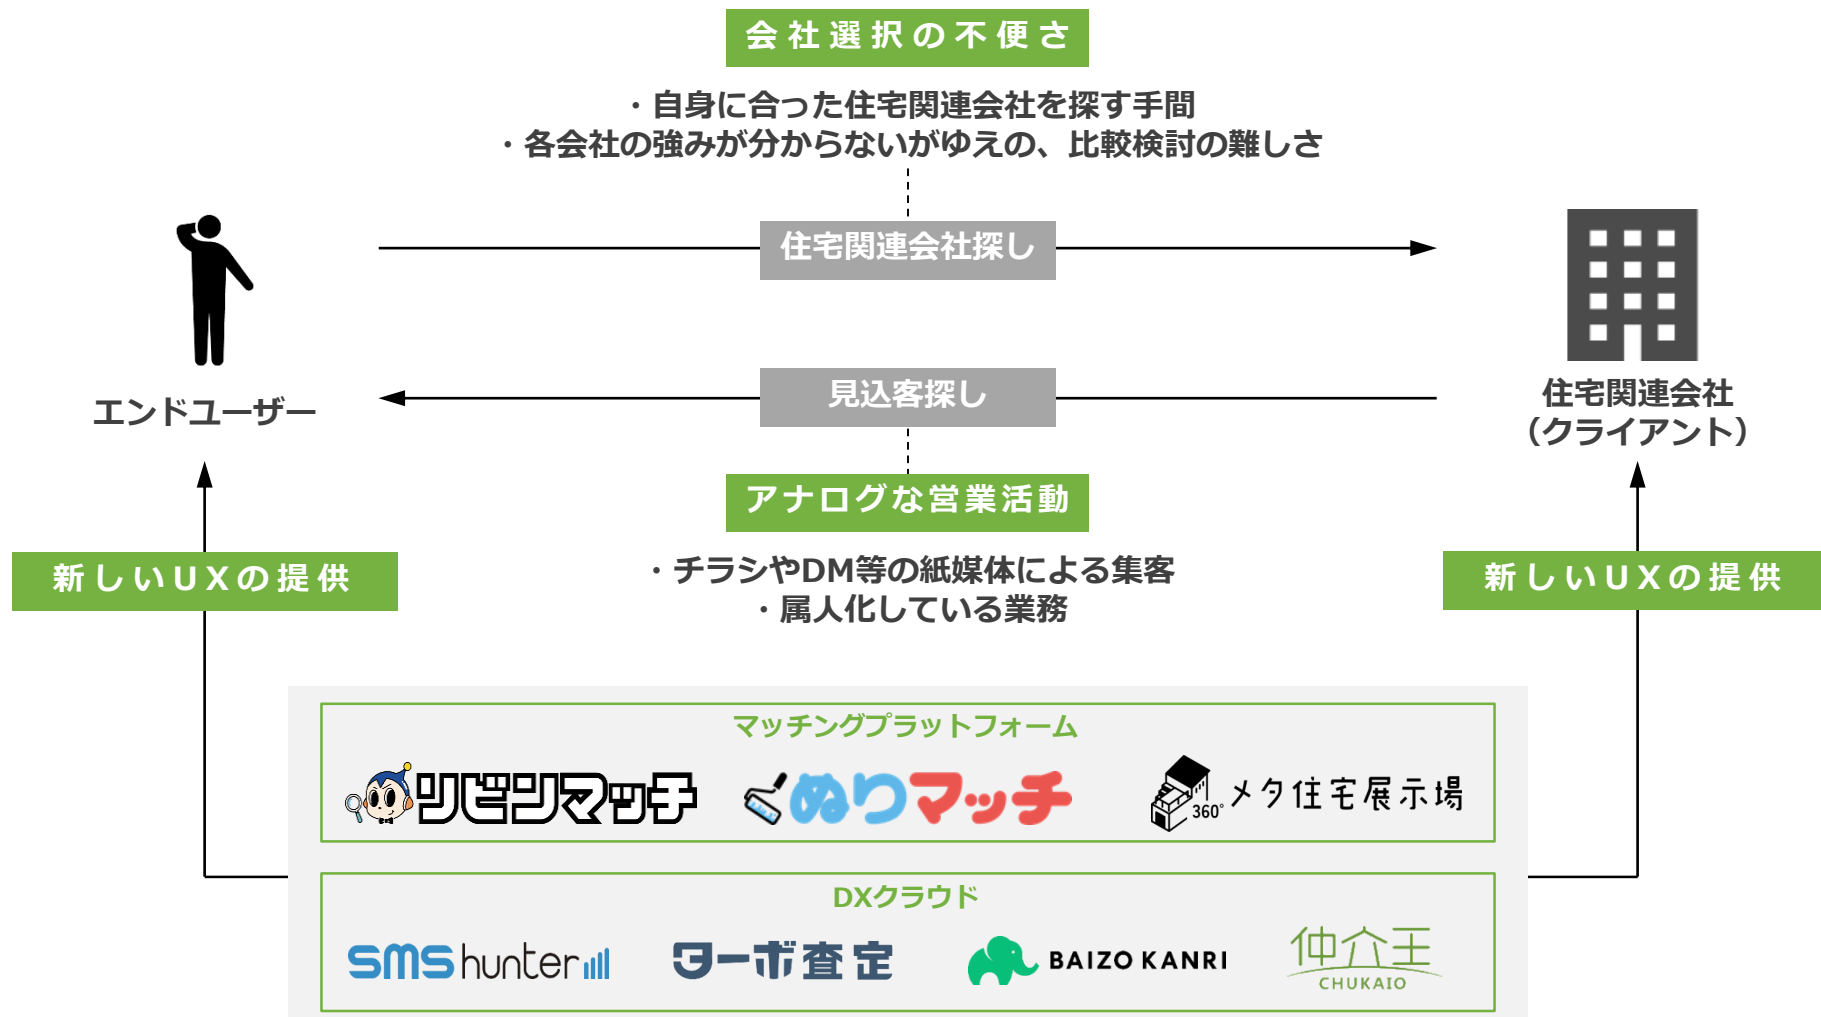 会社選択の不便さ
・自身に合った住宅関連会社を探す手間
・各会社の強みが分からないがゆえの、比較検討の難しさ
住宅関連会社探し
見込客探し
エンドユーザー
住宅関連会社
（クライアント）
アナログな営業活動
・チラシやDM等の紙媒体による集客
・属人化している業務
新しいUXの提供
新しいUXの提供
マッチングプラットフォーム
リビンマッチ
ぬりマッチ
360°
メタ住宅展示場
DXクラウド
SMS hunter
ターボ査定
BAIZO KANRI
仲介王
CHUKAIO